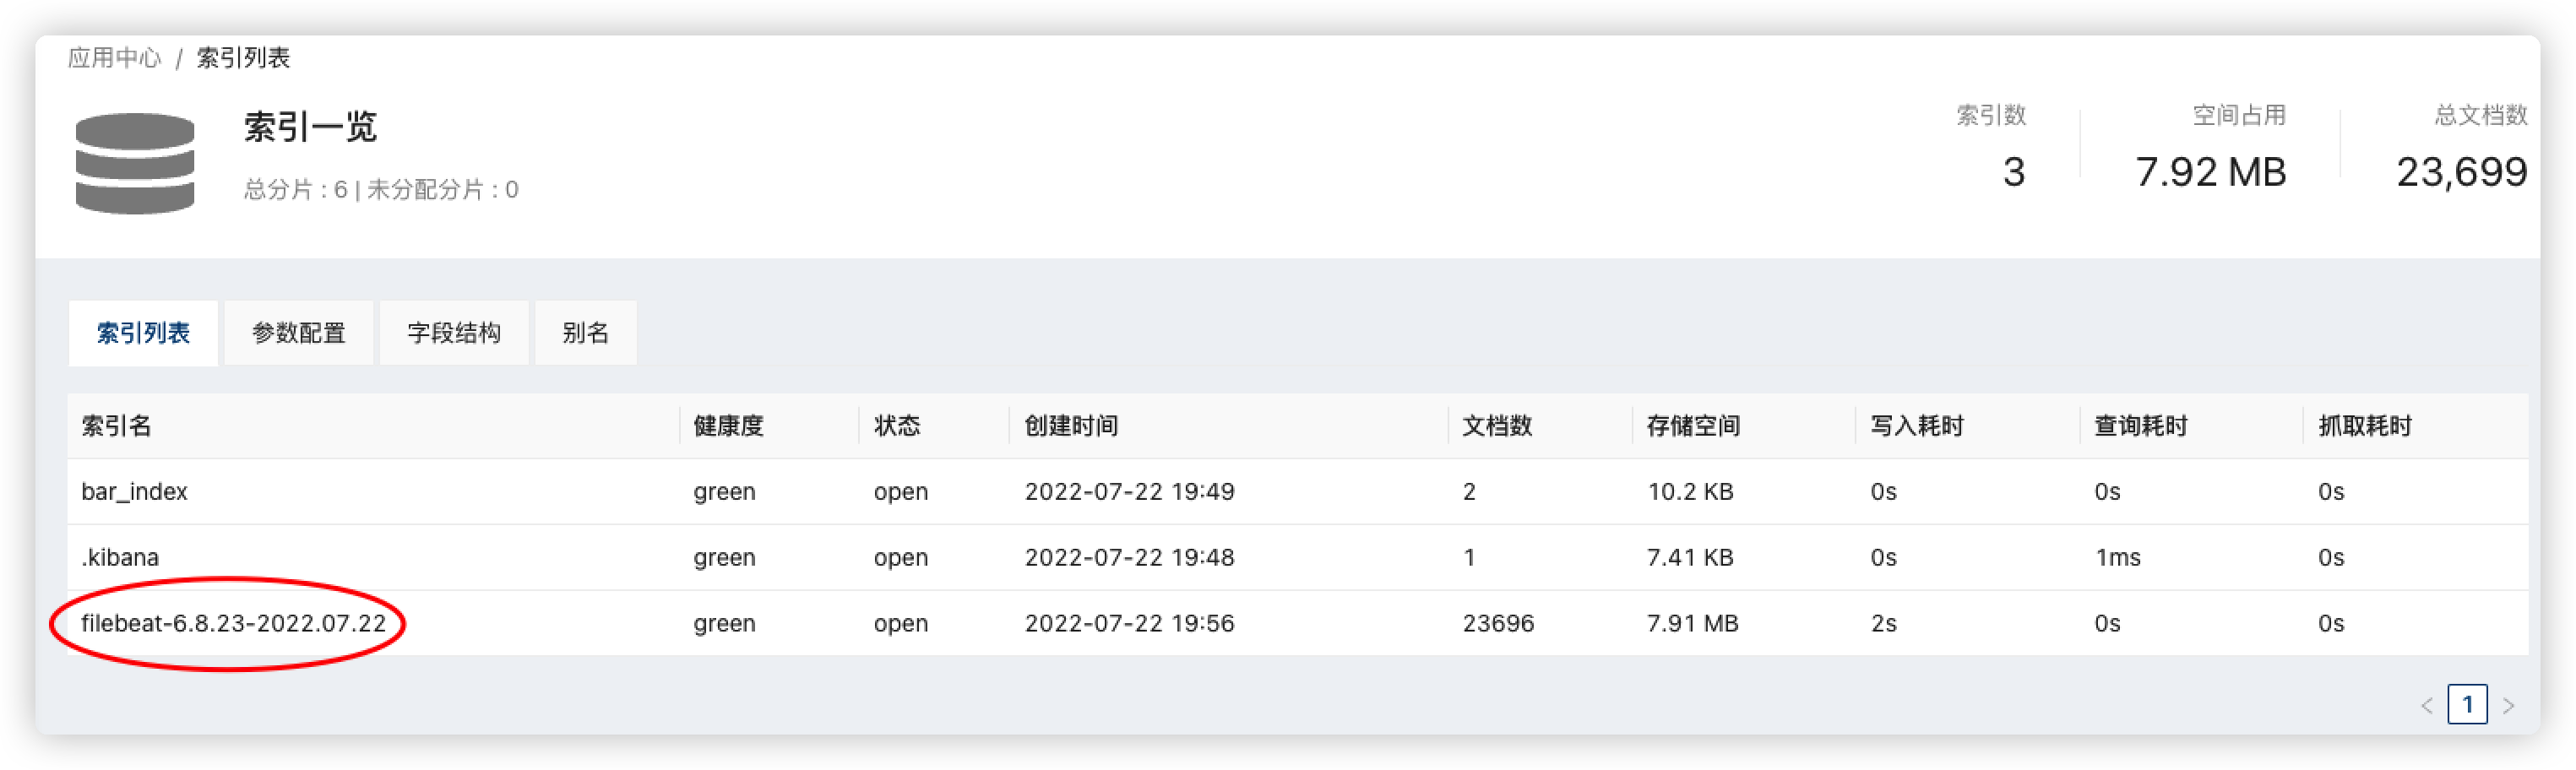 应用中心 / 索引列表
索引一览
总分片 : 6 | 未分配分片 : 0
索引数
3
空间占用
7.92 MB
总文档数
23,699
索引列表 参数配置 字段结构 别名
索引名 健康度 状态 创建时间 文档数 存储空间 写入耗时 查询耗时 抓取耗时
bar_index green open 2022-07-22 19:49 2 10.2 KB 0s 0s 0s
.kibana green open 2022-07-22 19:48 1 7.41 KB 0s 1ms 0s
filebeat-6.8.23-2022.07.22 green open 2022-07-22 19:56 23696 7.91 MB 2s 0s 0s
< 1 >